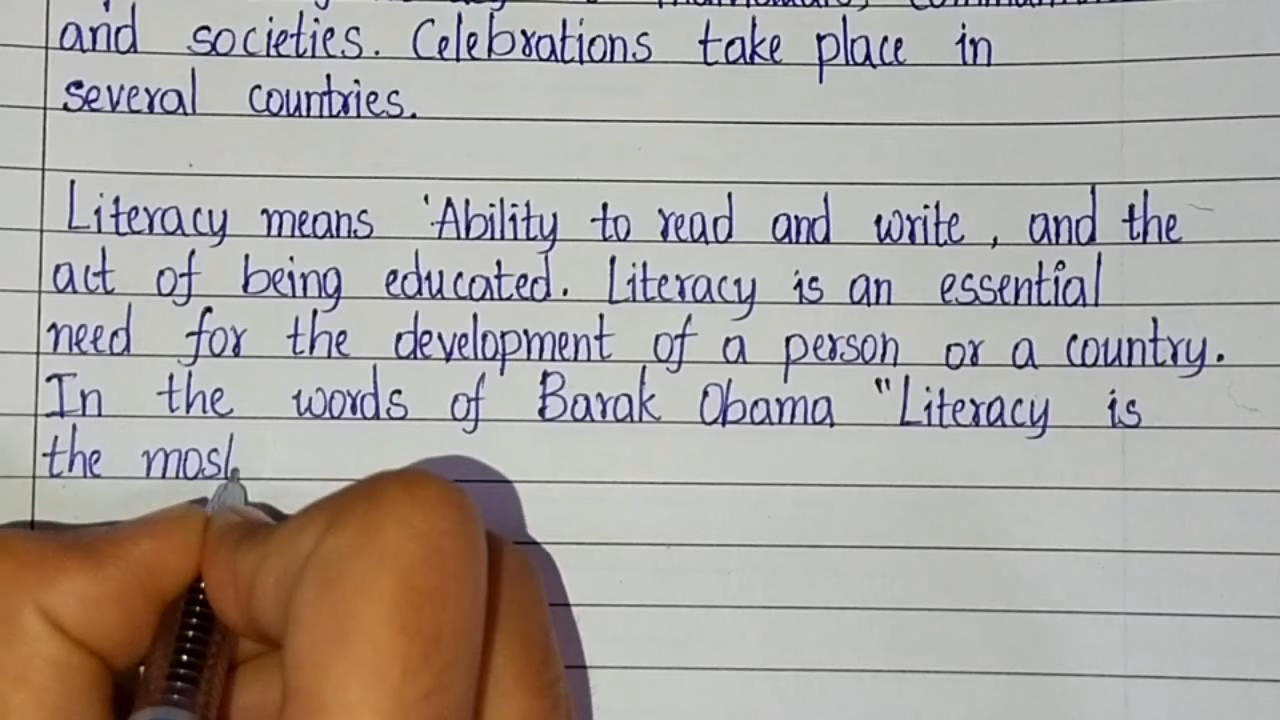 and societies. Celebrations take place in
several countries.
Literacy means 'Ability to read and write, and the
act of being educated. Literacy is an essential
need for the development of a person or a country.
In the words of Barak Obama "Literacy is
the most